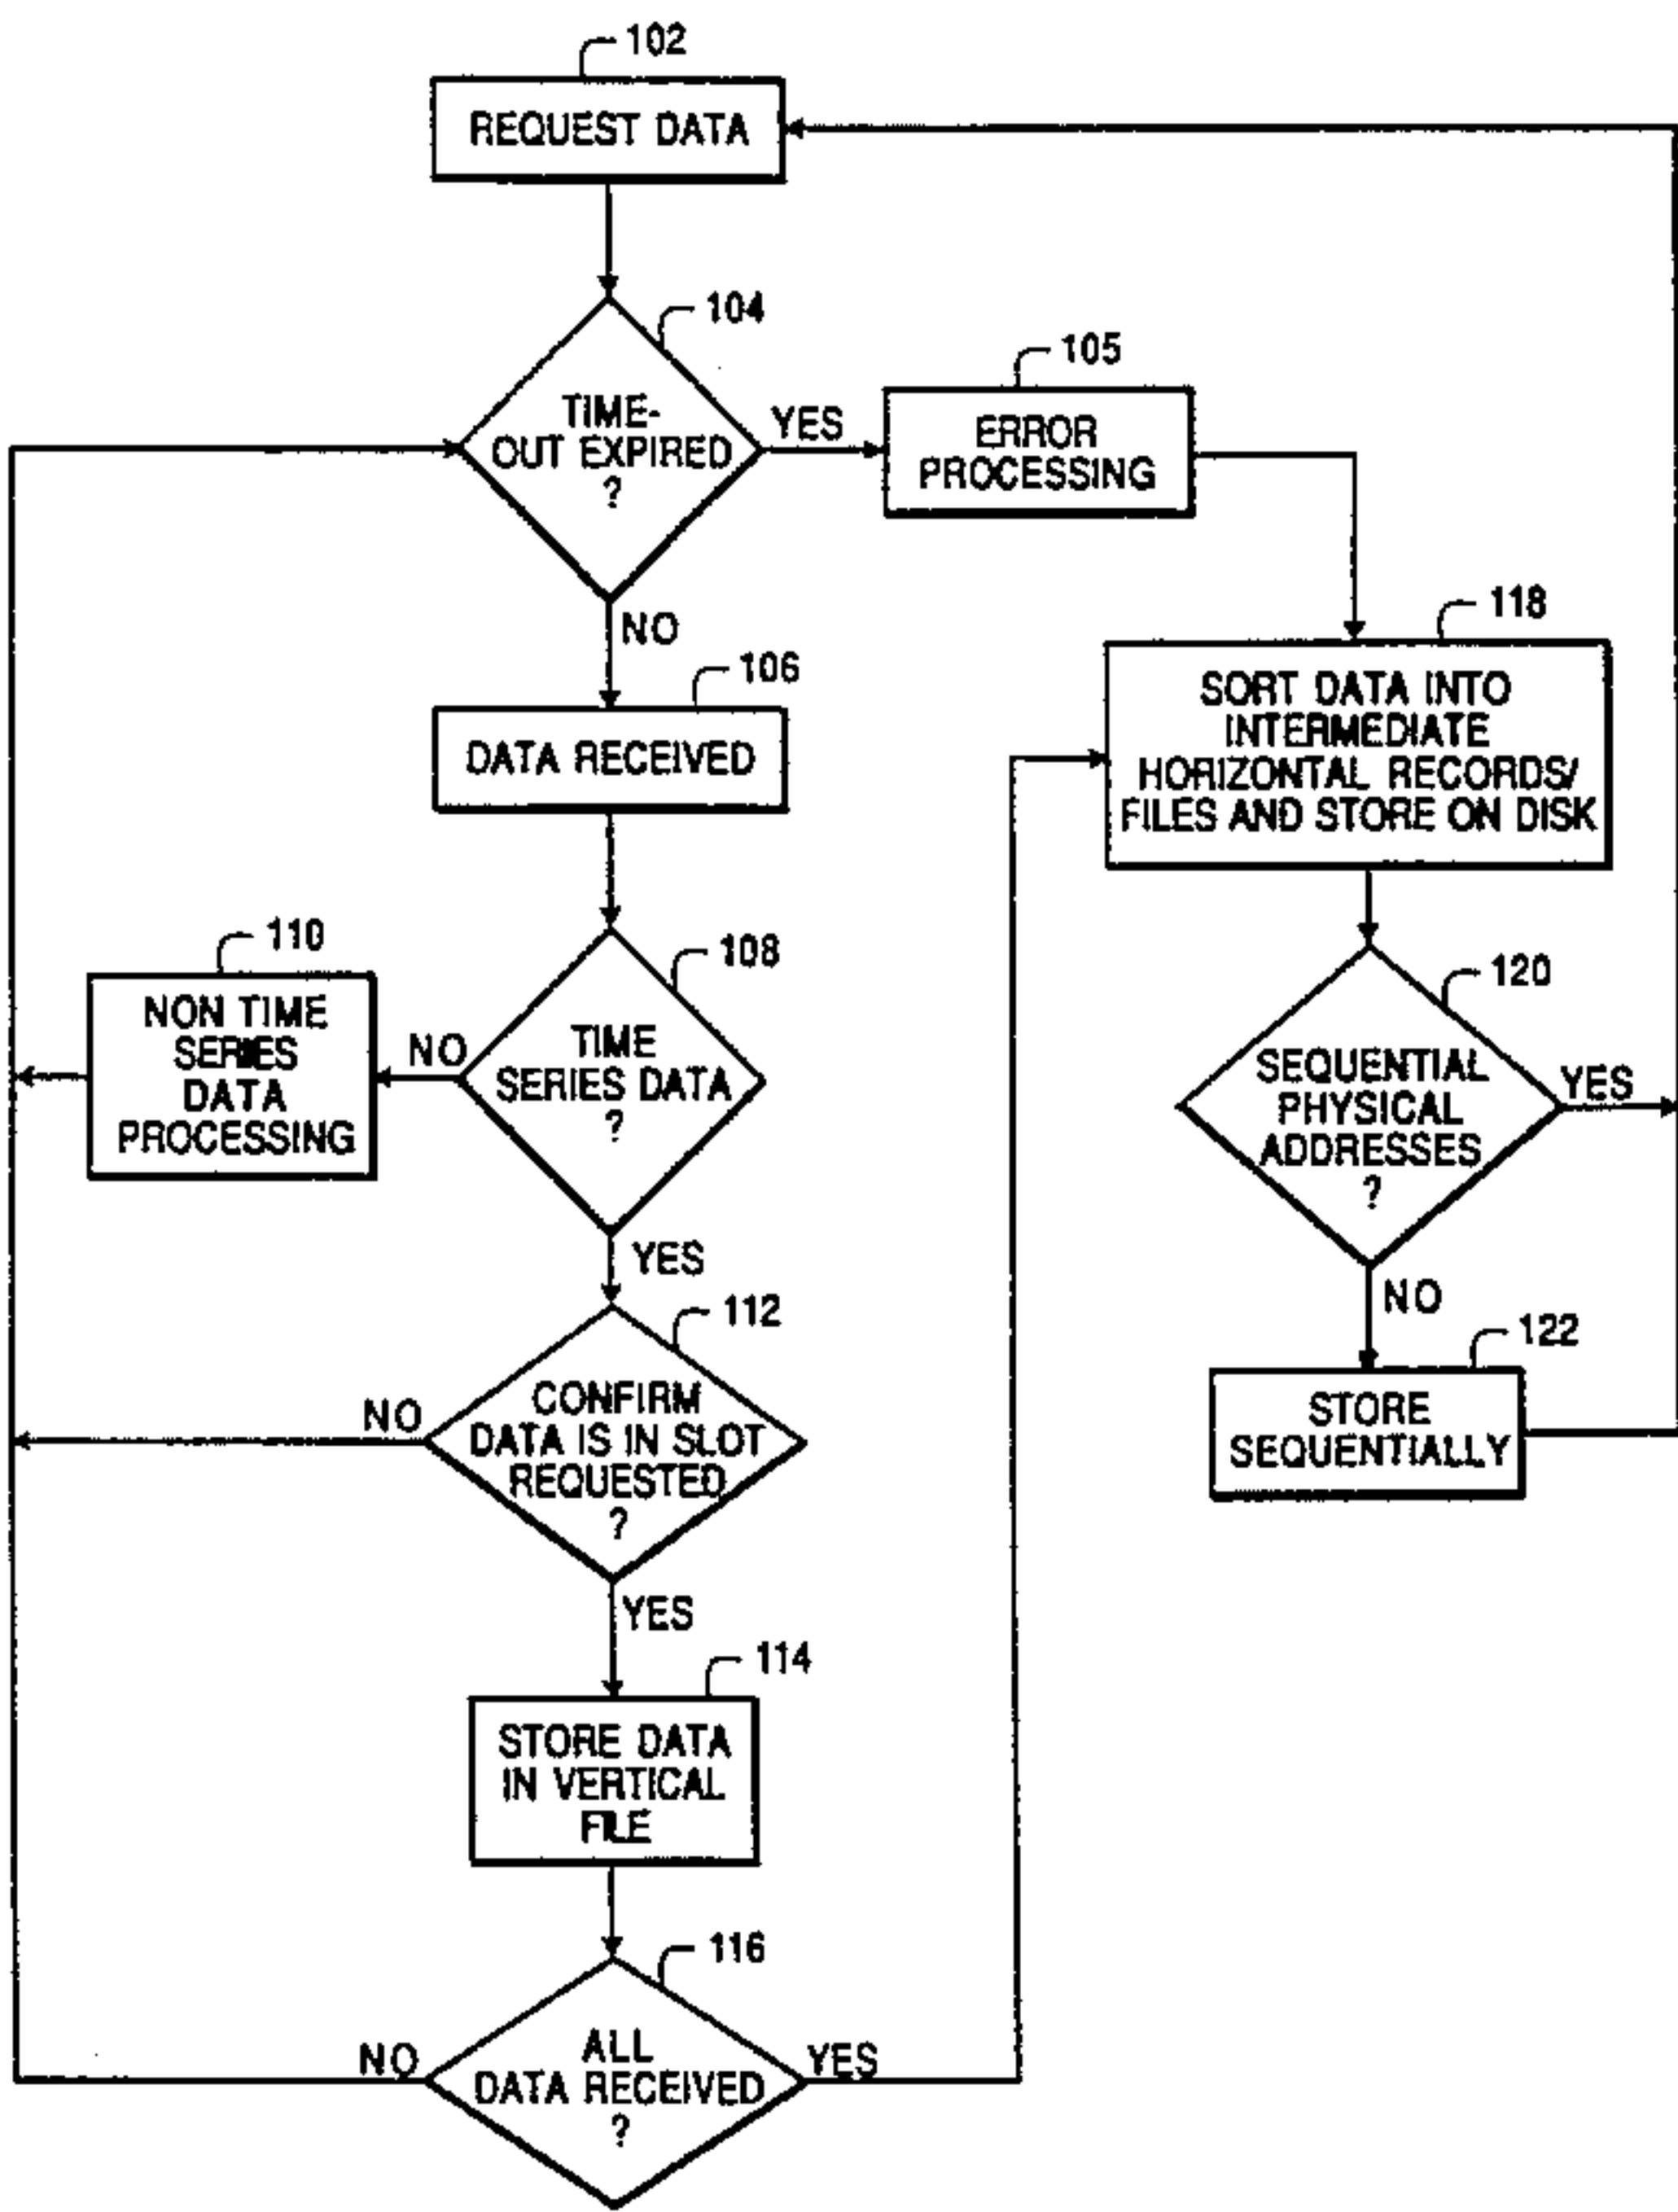 102
REQUEST DATA
104
TIME-
OUT EXPIRED
?
YES
105
ERROR
PROCESSING
NO
106
DATA RECEIVED
118
SORT DATA INTO
INTERMEDIATE
HORIZONTAL RECORDS/
FILES AND STORE ON DISK
108
TIME
SERIES DATA
?
NO
110
NON TIME
SERIES
DATA
PROCESSING
120
SEQUENTIAL
PHYSICAL
ADDRESSES
?
YES
YES
112
CONFIRM
DATA IS IN SLOT
REQUESTED
?
NO
NO
122
STORE
SEQUENTIALLY
YES
114
STORE DATA
IN VERTICAL
FILE
116
ALL
DATA RECEIVED
?
NO
YES